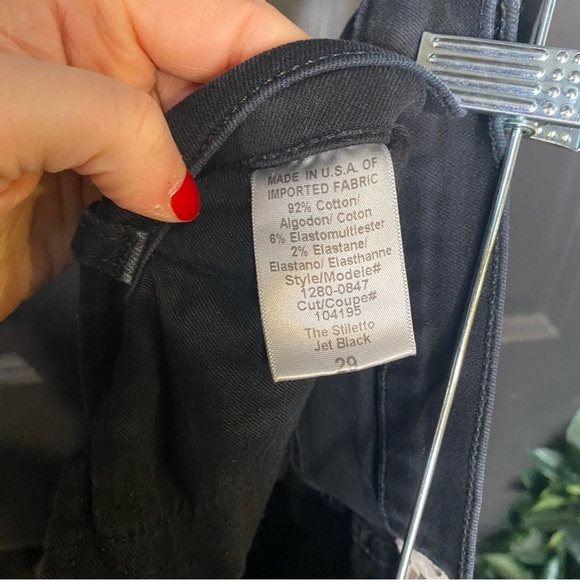 MADE IN U.S.A. OF
IMPORTED FABRIC
92% Cotton/
Algodon/ Coton
6% Elastomultiester
2% Elastane/
Elastano/ Elasthanne
Style/Modele#
1280-0847
Cut/Coupe#
104195
The Stiletto
Jet Black
29